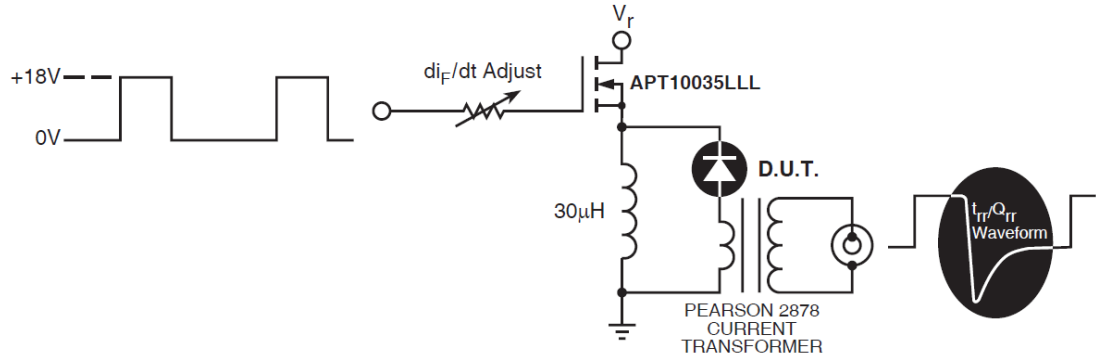 V_r
+18V
di_F/dt Adjust
APT10035LLL
0V
D.U.T.
30μH
t_rr/Q_rr
Waveform
PEARSON 2878
CURRENT
TRANSFORMER